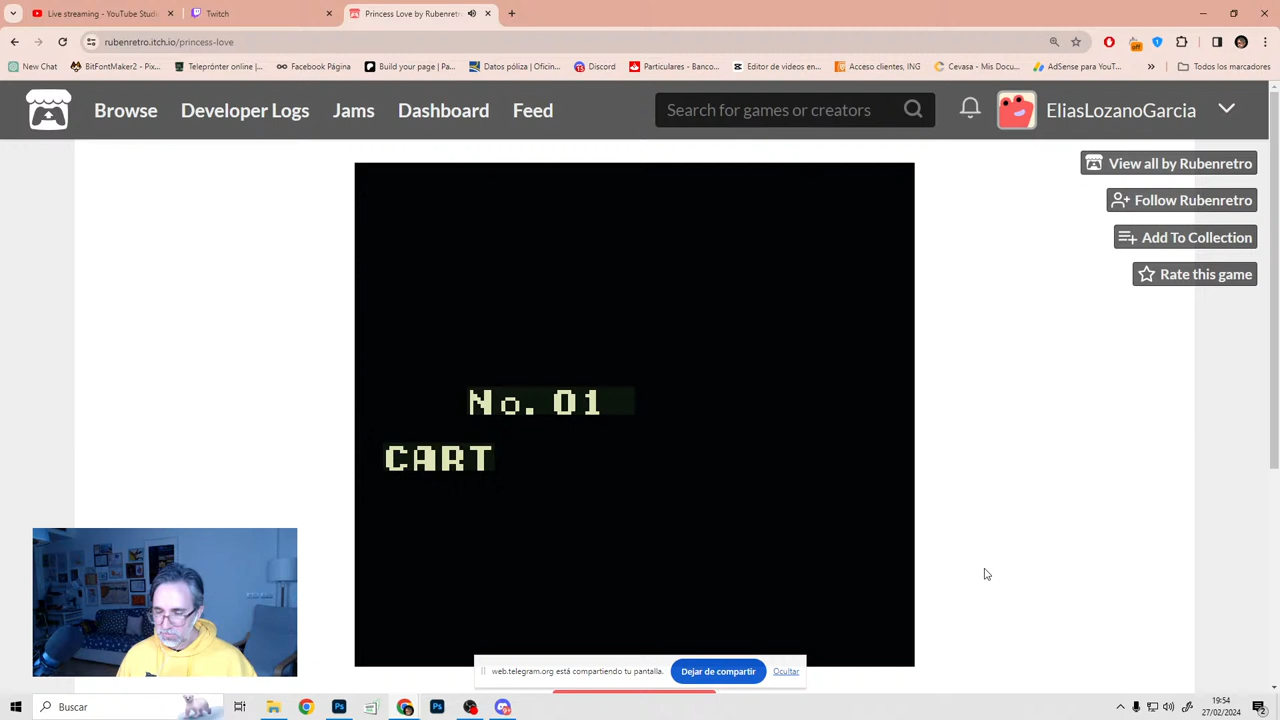 Live streaming - YouTube Studi
Twitch
Princess Love by Rubenretr
rubenretro.itch.io/princess-love
New Chat
BitFontMaker2 - Pix...
Teleprónter online |...
Facebook Página
Build your page | Pa...
Datos póliza | Oficin...
Discord
Particulares - Banco...
Editor de vídeos en...
Acceso clientes, ING
Cevasa - Mis Docu...
AdSense para YouT...
Todos los marcadores
Browse
Developer Logs
Jams
Dashboard
Feed
Search for games or creators
EliasLozanoGarcia
View all by Rubenretro
Follow Rubenretro
Add To Collection
Rate this game
No. 01
CART
web.telegram.org está compartiendo tu pantalla.
Dejar de compartir
Ocultar
Buscar
19:54
27/02/2024